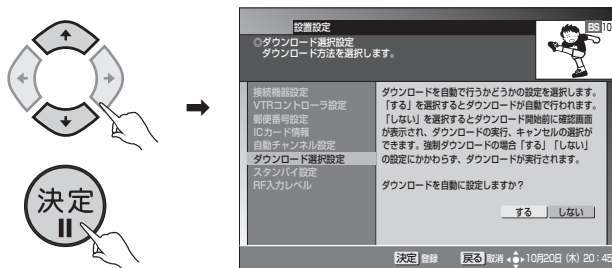 決定
設置設定
◎ダウンロード選択設定
ダウンロード方法を選択します。
BS 10
接続機器設定
VTRコントローラ設定
郵便番号設定
ICカード情報
自動チャンネル設定
ダウンロード選択設定
スタンバイ設定
RF入力レベル
ダウンロードを自動で行うかどうかの設定を選択します。
「する」を選択するとダウンロードが自動で行われます。
「しない」を選択するとダウンロード開始前に確認画面
が表示され、ダウンロードの実行、キャンセルの選択が
できます。強制ダウンロードの場合「する」「しない」
の設定にかかわらず、ダウンロードが実行されます。
ダウンロードを自動に設定しますか？
する しない
決定 登録 戻る 取消 10月20日 (木) 20:46